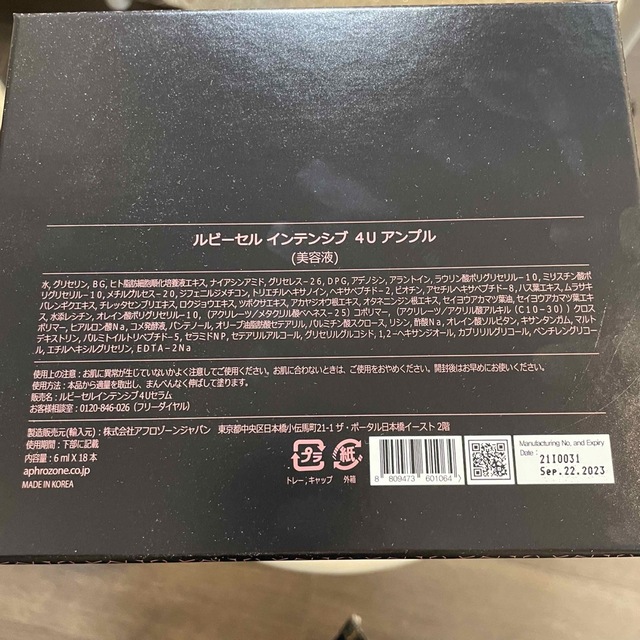 ルビーセル インテンシブ 4U アンプル
(美容液)
水, グリセリン, BG, ヒト脂肪細胞順化培養液エキス, ナイアシンアミド, グリセレス-26, DPG, アデノシン, アラントイン, ラウリン酸ポリグリセリル-10, ミリスチン酸ポ
リグリセリル-10, メチルグルセス-20, ジフェニルジメチコン, トリエチルヘキサノイン, ヘキサペプチド-2, ビオチン, アセチルヘキサペプチド-8, ハス葉エキス, ムラサキ
バレンギクエキス, チレッタセンブリエキス, ロクジョウエキス, ツボクサエキス, アカヤジオウ根エキス, オタネニンジン根エキス, セイヨウアカマツ葉油, セイヨウアカマツ葉エキ
ス, 水添レシチン, オレイン酸ポリグリセリル-10, (アクリレーツ/メタクリル酸ベヘネス-25) コポリマー, (アクリレーツ/アクリル酸アルキル (C10-30)) クロス
ポリマー, ヒアルロン酸Na, コメ発酵液, パンテノール, オリーブ油脂肪酸セテアリル, パルミチン酸スクロース, リシン, 酢酸Na, オレイン酸ソルビタン, キサンタンガム, マルト
デキストリン, パルミトイルトリペプチド-5, セラミドNP, セテアリルアルコール, グリセリルグルコシド, 1,2-ヘキサンジオール, カプリリルグリコール, ペンチレングリコー
ル, エチルヘキシルグリセリン, EDTA-2Na
使用上の注意：お肌に異常が生じていないかよく注意してご使用ください。お肌に合わないときは、ご使用をおやめください。開封後はお早めにお使いください。
使用方法：本品から適量を取出し、まんべんなく伸ばして塗ります。
販売名：ルビーセルインテンシブ4Uセラム
お客様相談室：0120-846-026 (フリーダイヤル)
製造販売元(輸入元)：株式会社アフロゾーンジャパン 東京都中央区日本橋小伝馬町21-1 ザ・ポータル日本橋イースト 2階
使用期間：下部に記載
内容量：6 ml X 18 本
aphrozone.co.jp
MADE IN KOREA
プラ
トレー, キャップ
紙
外箱
8 809473 601064
Manufacturing No, and Expiry
Date :
21I0031
Sep.22.2023